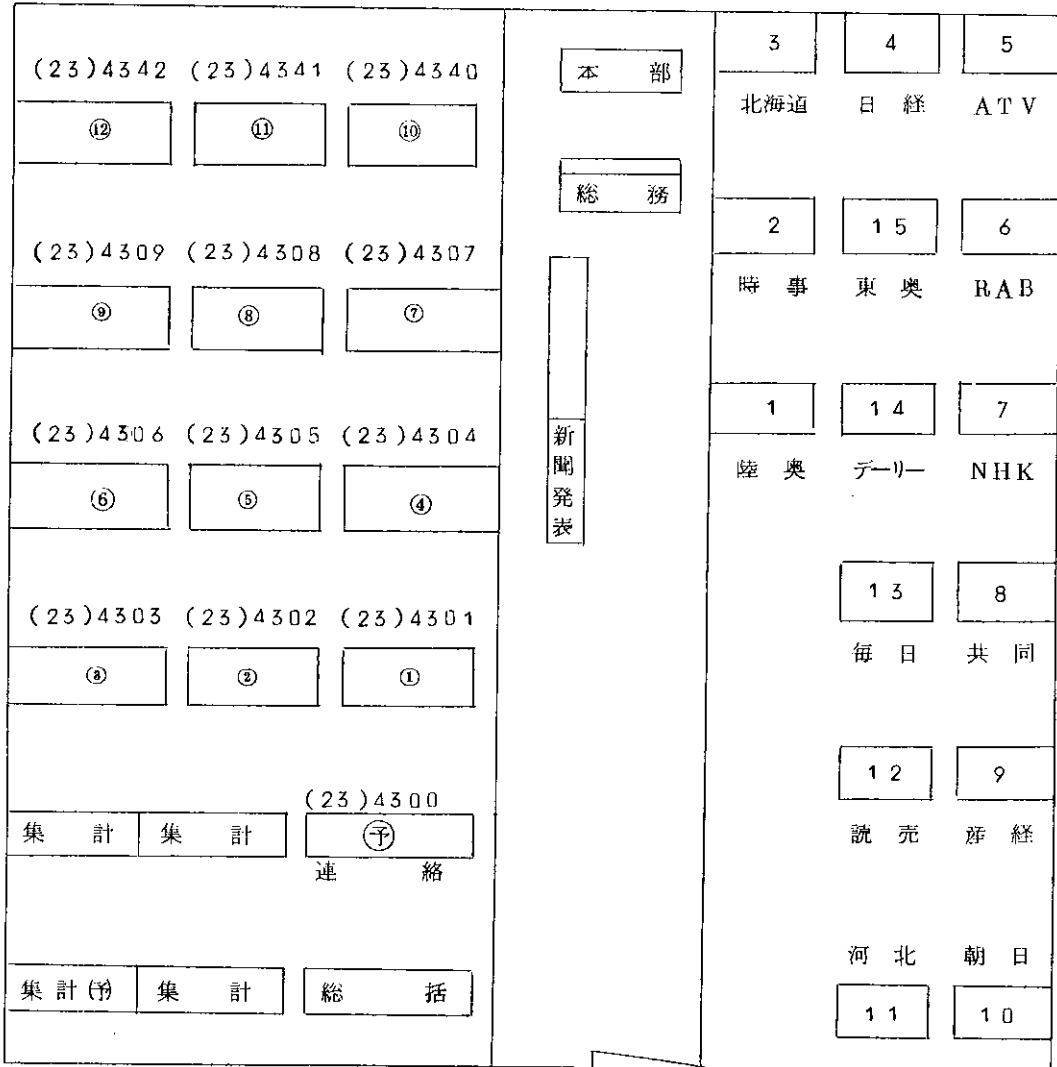 (23)4342 (23)4341 (23)4340
⑫ ⑪ ⑩
(23)4309 (23)4308 (23)4307
⑨ ⑧ ⑦
(23)4306 (23)4305 (23)4304
⑥ ⑤ ④
(23)4303 (23)4302 (23)4301
③ ② ①
(23)4300
集計 集計 予
連絡
集計(予) 集計 総括
本部
総務
新聞発表
3 4 5
北海道 日経 ATV
2 15 6
時事 東奥 RAB
1 14 7
陸奥 デーリー NHK
13 8
毎日 共同
12 9
読売 産経
河北 朝日
11 10